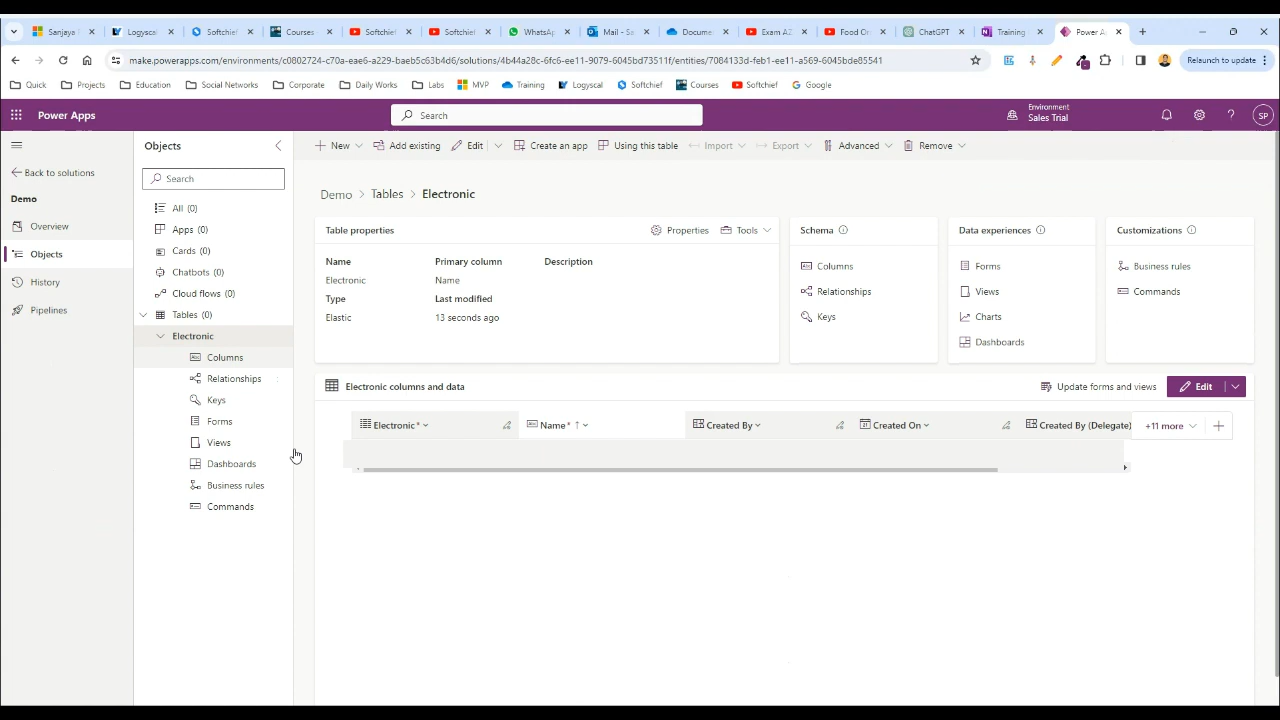 Sanjaya
Logyscal
Softchief
Courses
Softchief
Softchief
WhatsAp
Mail - Sa
Docume
Exam AZ
Food On
ChatGPT
Training
Power A
make.powerapps.com/environments/c0802724-c70a-eae6-a229-baeb5c63b4d6/solutions/4b44a28c-6fc6-ee11-9079-6045bd73511f/entities/7084133d-feb1-ee11-a569-6045bde85541
Relaunch to update
Quick
Projects
Education
Social Networks
Corporate
Daily Works
Labs
MVP
Training
Logyscal
Softchief
Courses
Softchief
Google
Power Apps
Search
Environment
Sales Trial
SP
Back to solutions
Demo
Overview
Objects
History
Pipelines
Objects
Search
All (0)
Apps (0)
Cards (0)
Chatbots (0)
Cloud flows (0)
Tables (0)
Electronic
Columns
Relationships
Keys
Forms
Views
Dashboards
Business rules
Commands
New
Add existing
Edit
Create an app
Using this table
Import
Export
Advanced
Remove
Demo > Tables > Electronic
Table properties
Properties
Tools
Name
Primary column
Description
Electronic
Name
Type
Last modified
Elastic
13 seconds ago
Schema
Columns
Relationships
Keys
Data experiences
Forms
Views
Charts
Dashboards
Customizations
Business rules
Commands
Electronic columns and data
Update forms and views
Edit
Electronic *
Name *
Created By
Created On
Created By (Delegate)
+11 more